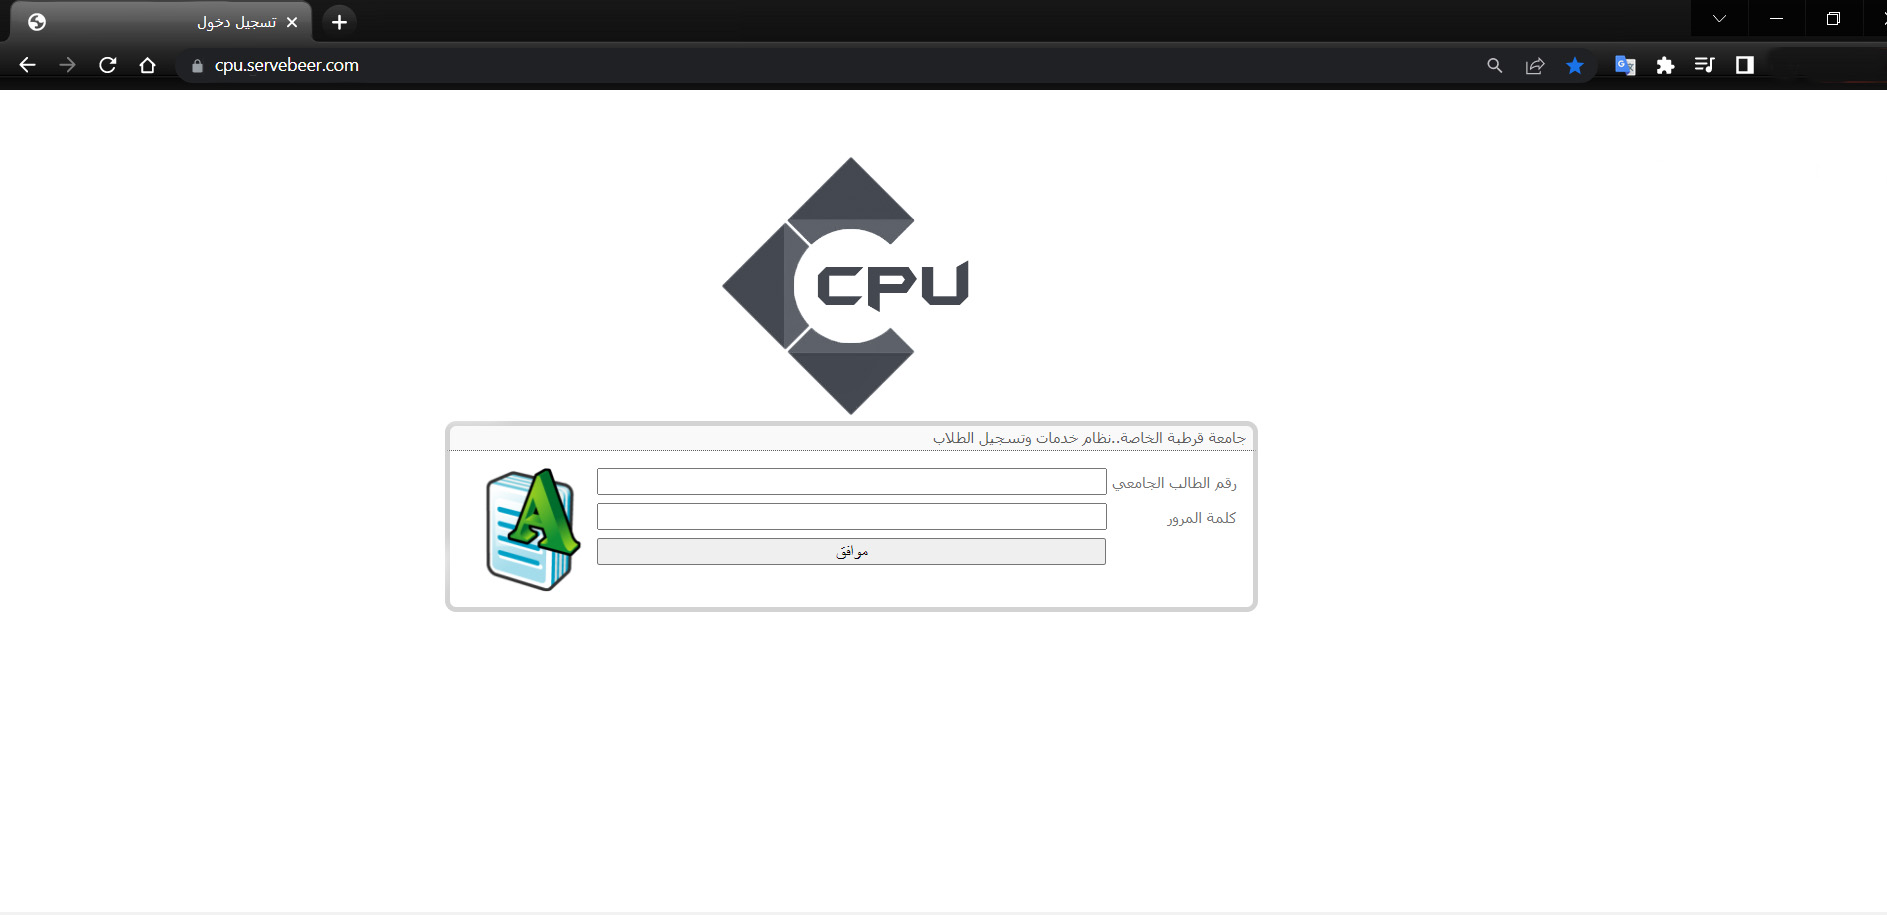 تسجيل دخول
cpu.servebeer.com
CPU
جامعة قرطبة الخاصة..نظام خدمات وتسجيل الطلاب
رقم الطالب الجامعي
كلمة المرور
موافق